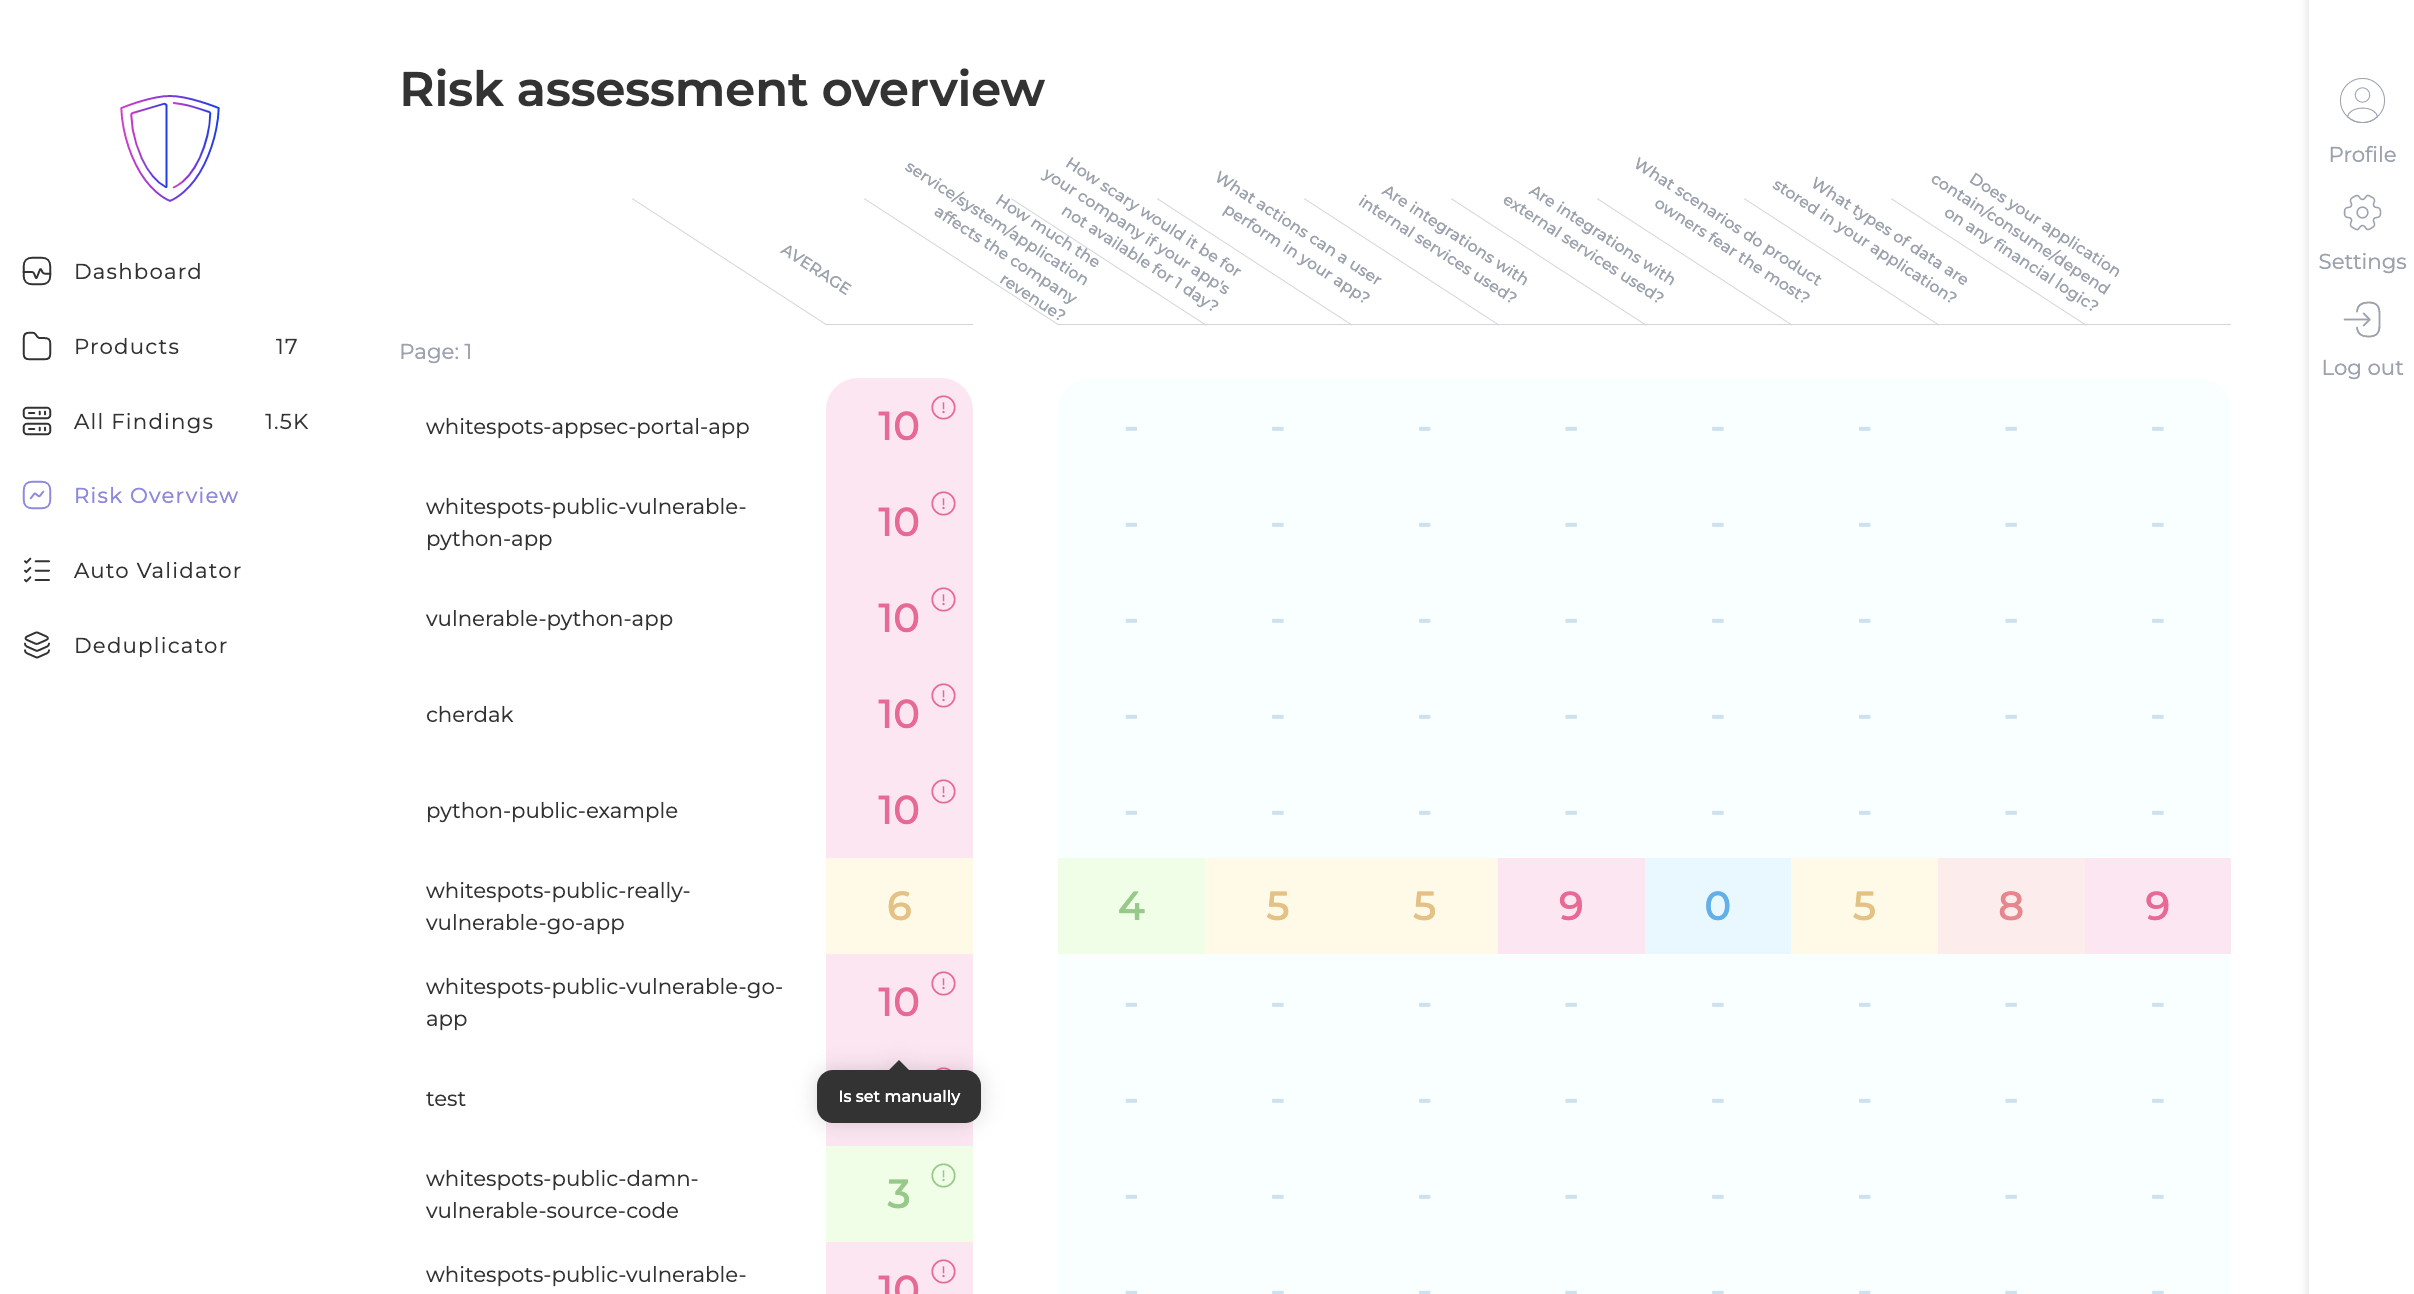 Risk assessment overview
Dashboard
Products 17
All Findings 1.5K
Risk Overview
Auto Validator
Deduplicator
Profile
Settings
Log out
AVERAGE
How much the
service/system/application
affects the company
revenue?
How scary would it be for
your company if your app's
not available for 1 day?
What actions can a user
perform in your app?
Are integrations with
internal services used?
Are integrations with
external services used?
What scenarios do product
owners fear the most?
What types of data are
stored in your application?
Does your application
contain/consume/depend
on any financial logic?
Page: 1
whitespots-appsec-portal-app 10 - - - - - - - -
whitespots-public-vulnerable-
python-app 10 - - - - - - - -
vulnerable-python-app 10 - - - - - - - -
cherdak 10 - - - - - - - -
python-public-example 10 - - - - - - - -
whitespots-public-really-
vulnerable-go-app 6 4 5 5 9 0 5 8 9
whitespots-public-vulnerable-go-
app 10 - - - - - - - -
Is set manually
test - - - - - - - -
whitespots-public-damn-
vulnerable-source-code 3 - - - - - - - -
whitespots-public-vulnerable- 10 - - - - - - - -